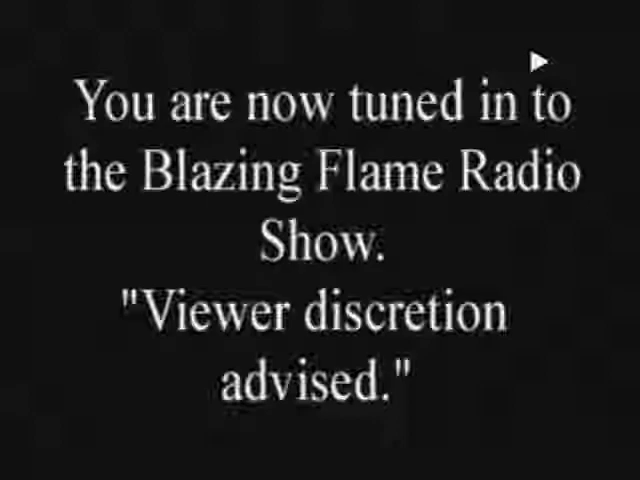 You are now tuned in to
the Blazing Flame Radio
Show.
"Viewer discretion
advised."